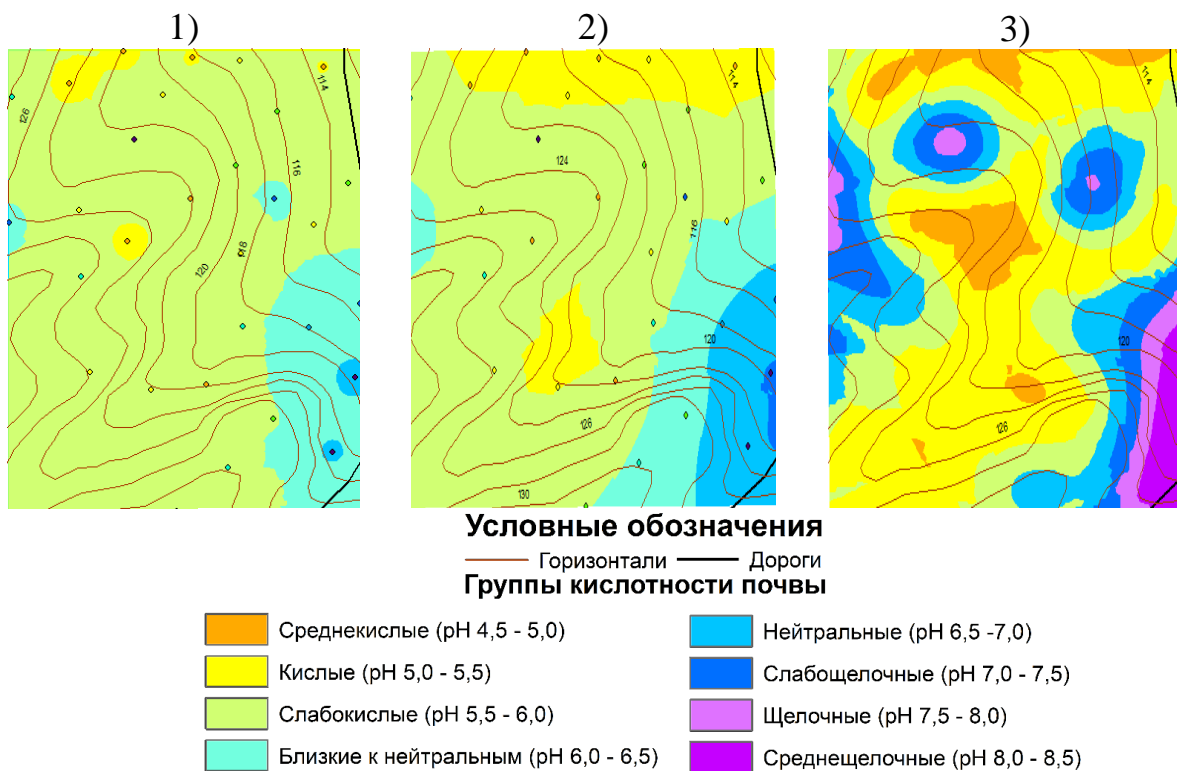 1) 2) 3)
126 114 116 118 120
114 124 116 120 126 130
114 120 126
Условные обозначения
Горизонтали Дороги
Группы кислотности почвы
Среднекислые (pH 4,5 - 5,0) Нейтральные (pH 6,5 -7,0)
Кислые (pH 5,0 - 5,5) Слабощелочные (pH 7,0 - 7,5)
Слабокислые (pH 5,5 - 6,0) Щелочные (pH 7,5 - 8,0)
Близкие к нейтральным (pH 6,0 - 6,5) Среднещелочные (pH 8,0 - 8,5)